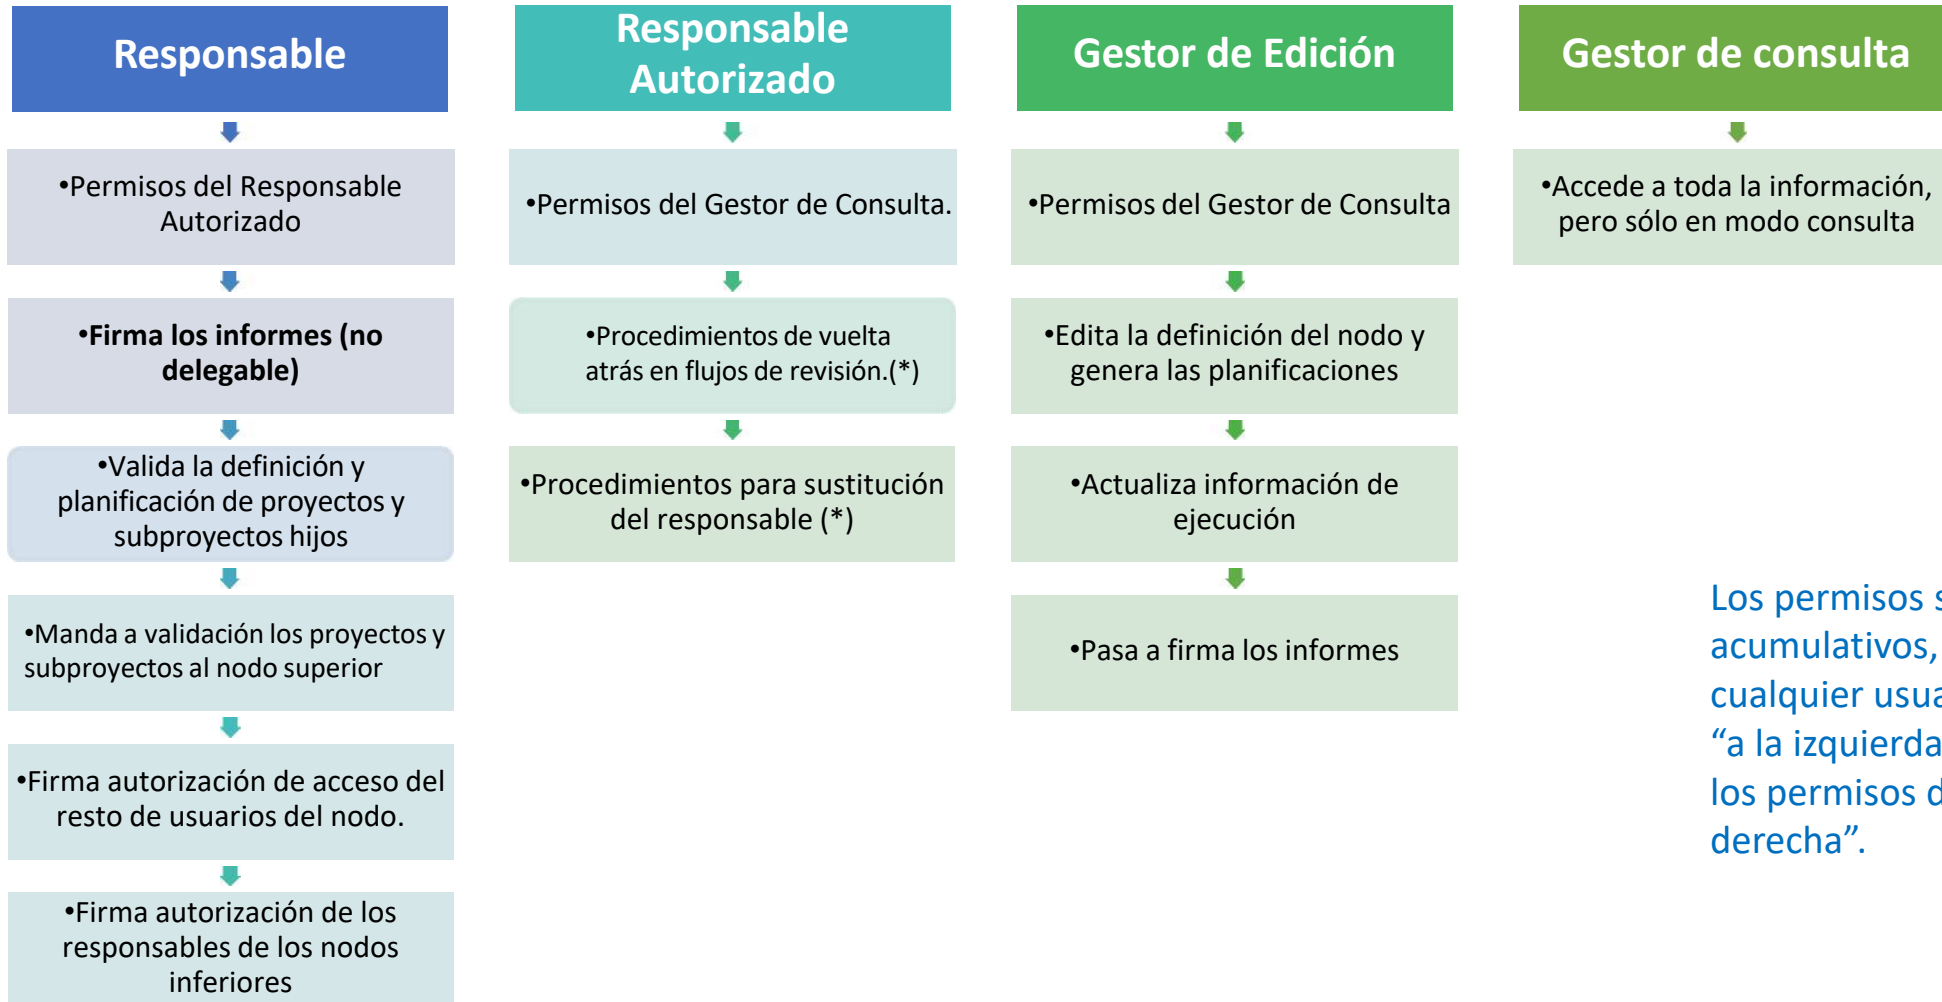 Responsable
•Permisos del Responsable
Autorizado
•Firma los informes (no
delegable)
•Valida la definición y
planificación de proyectos y
subproyectos hijos
•Manda a validación los proyectos y
subproyectos al nodo superior
•Firma autorización de acceso del
resto de usuarios del nodo.
•Firma autorización de los
responsables de los nodos
inferiores
Responsable
Autorizado
•Permisos del Gestor de Consulta.
•Procedimientos de vuelta
atrás en flujos de revisión.(*)
•Procedimientos para sustitución
del responsable (*)
Gestor de Edición
•Permisos del Gestor de Consulta
•Edita la definición del nodo y
genera las planificaciones
•Actualiza información de
ejecución
•Pasa a firma los informes
Gestor de consulta
•Accede a toda la información,
pero sólo en modo consulta
Los permisos
acumulativos,
cualquier
“a la izquierda
los permisos
derecha”.